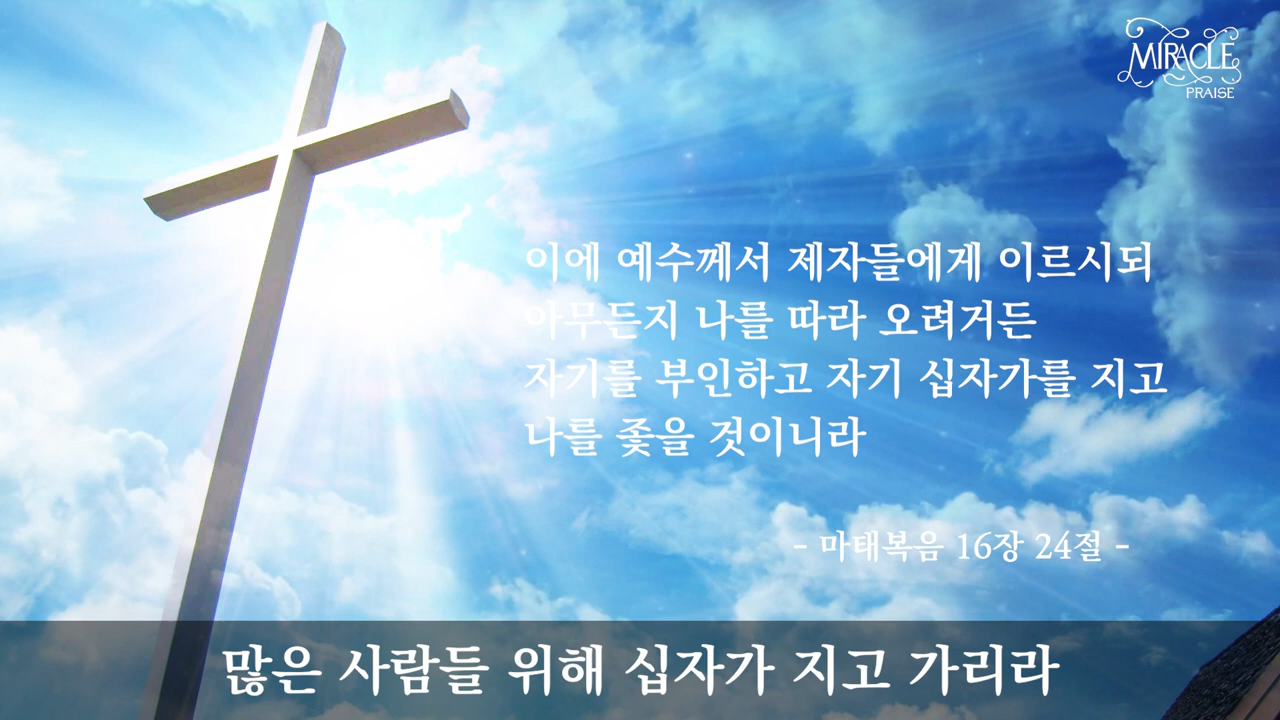 MIRACLE
PRAISE
이에 예수께서 제자들에게 이르시되
아무든지 나를 따라 오려거든
자기를 부인하고 자기 십자가를 지고
나를 좇을 것이니라
- 마태복음 16장 24절 -
많은 사람들 위해 십자가 지고 가리라